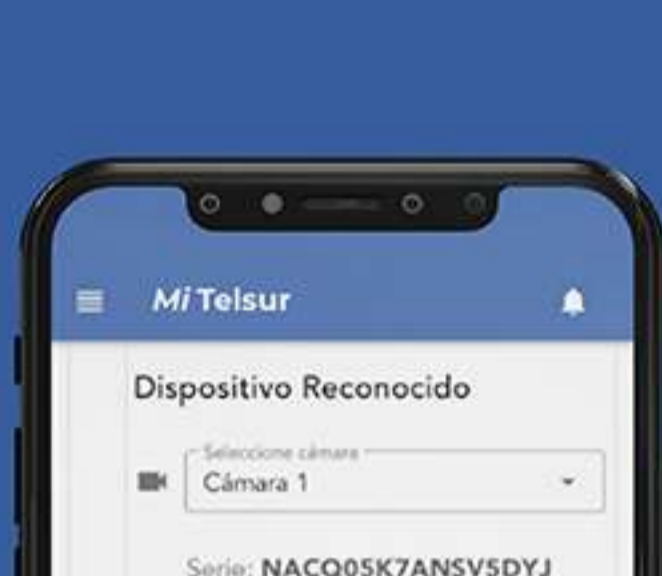 Mi Telsur
Dispositivo Reconocido
Seleccione cámara
Cámara 1
Serie: NACQ05K7ANSV5DYJ